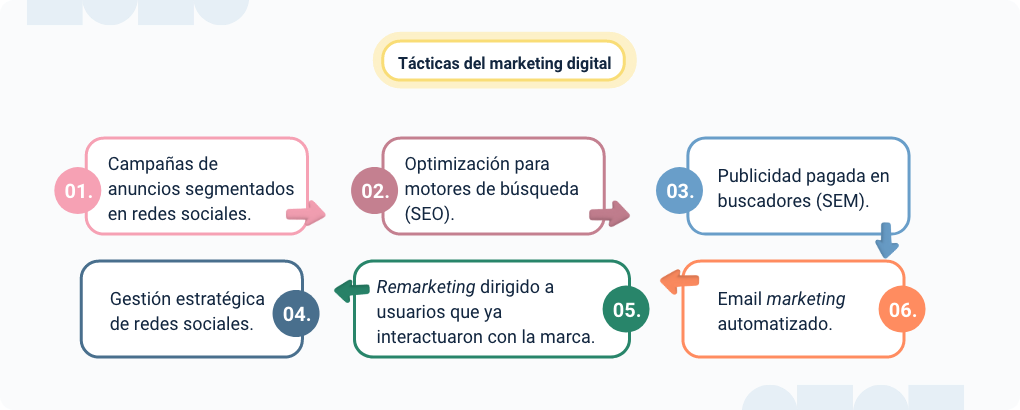 Tácticas del marketing digital
01.
Campañas de
anuncios segmentados
en redes sociales.
02.
Optimización para
motores de búsqueda
(SEO).
03.
Publicidad pagada en
buscadores (SEM).
Gestión estratégica
de redes sociales.
04.
Remarketing dirigido a
usuarios que ya
interactuaron con la marca.
05.
Email marketing
automatizado.
06.